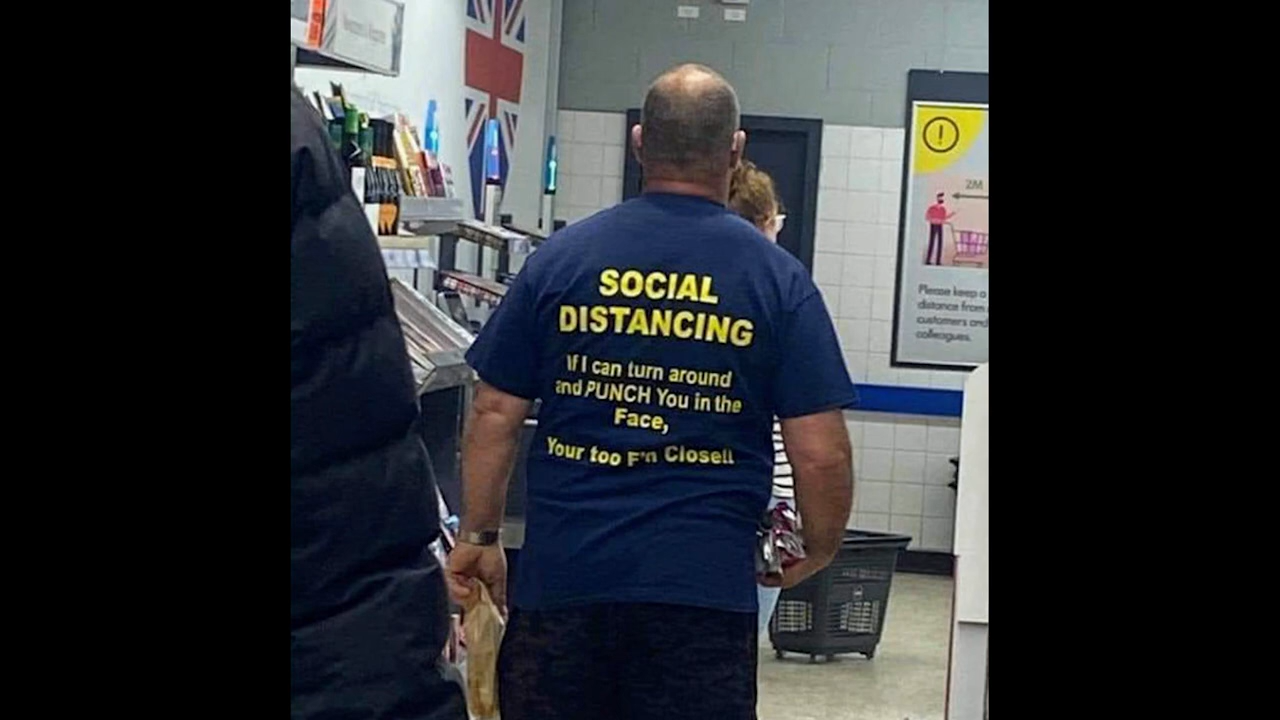 SOCIAL
DISTANCING
If I can turn around
and PUNCH You in the
Face,
Your too F'n Close!!
2M
Please keep a
distance from
customers and
colleagues.